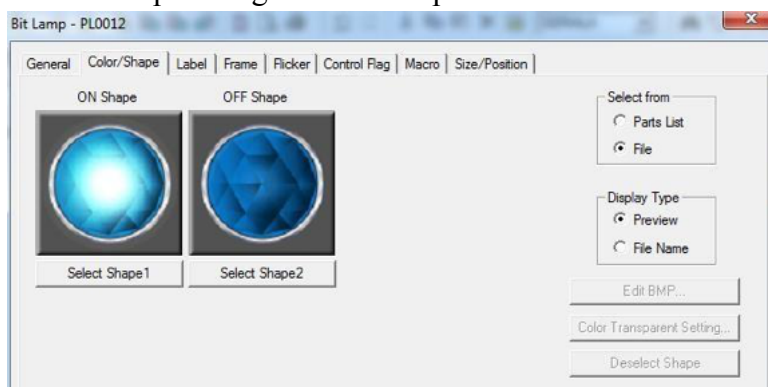 Bit Lamp - PL0012
General Color/Shape Label Frame Flicker Control Flag Macro Size/Position
ON Shape OFF Shape
Select Shape1 Select Shape2
Select from
Parts List
File
Display Type
Preview
File Name
Edit BMP...
Color Transparent Setting...
Deselect Shape